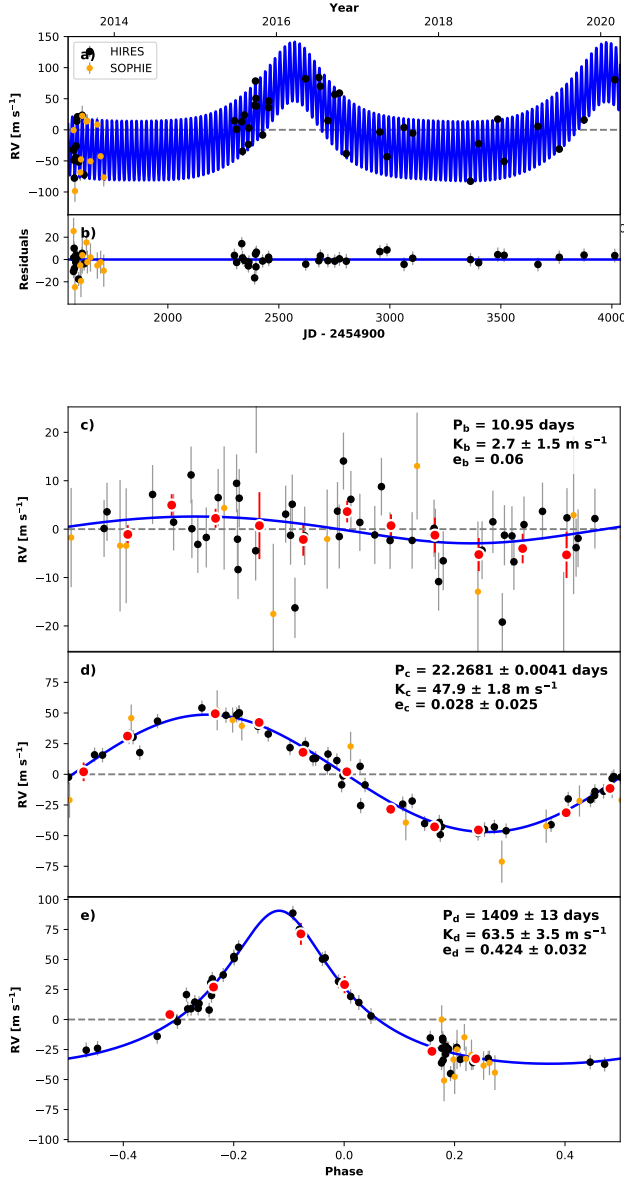 Year
2014 2016 2018 2020
a)
HIRES
SOPHIE
RV [m s⁻¹]
150
100
50
0
−50
−100
b)
Residuals
20
0
−20
2000 2500 3000 3500 4000
JD - 2454900
c)
P_b = 10.95 days
K_b = 2.7 ± 1.5 m s⁻¹
e_b = 0.06
RV [m s⁻¹]
20
10
0
−10
−20
d)
P_c = 22.2681 ± 0.0041 days
K_c = 47.9 ± 1.8 m s⁻¹
e_c = 0.028 ± 0.025
RV [m s⁻¹]
75
50
25
0
−25
−50
−75
e)
P_d = 1409 ± 13 days
K_d = 63.5 ± 3.5 m s⁻¹
e_d = 0.424 ± 0.032
RV [m s⁻¹]
100
75
50
25
0
−25
−50
−75
−100
−0.4 −0.2 0.0 0.2 0.4
Phase